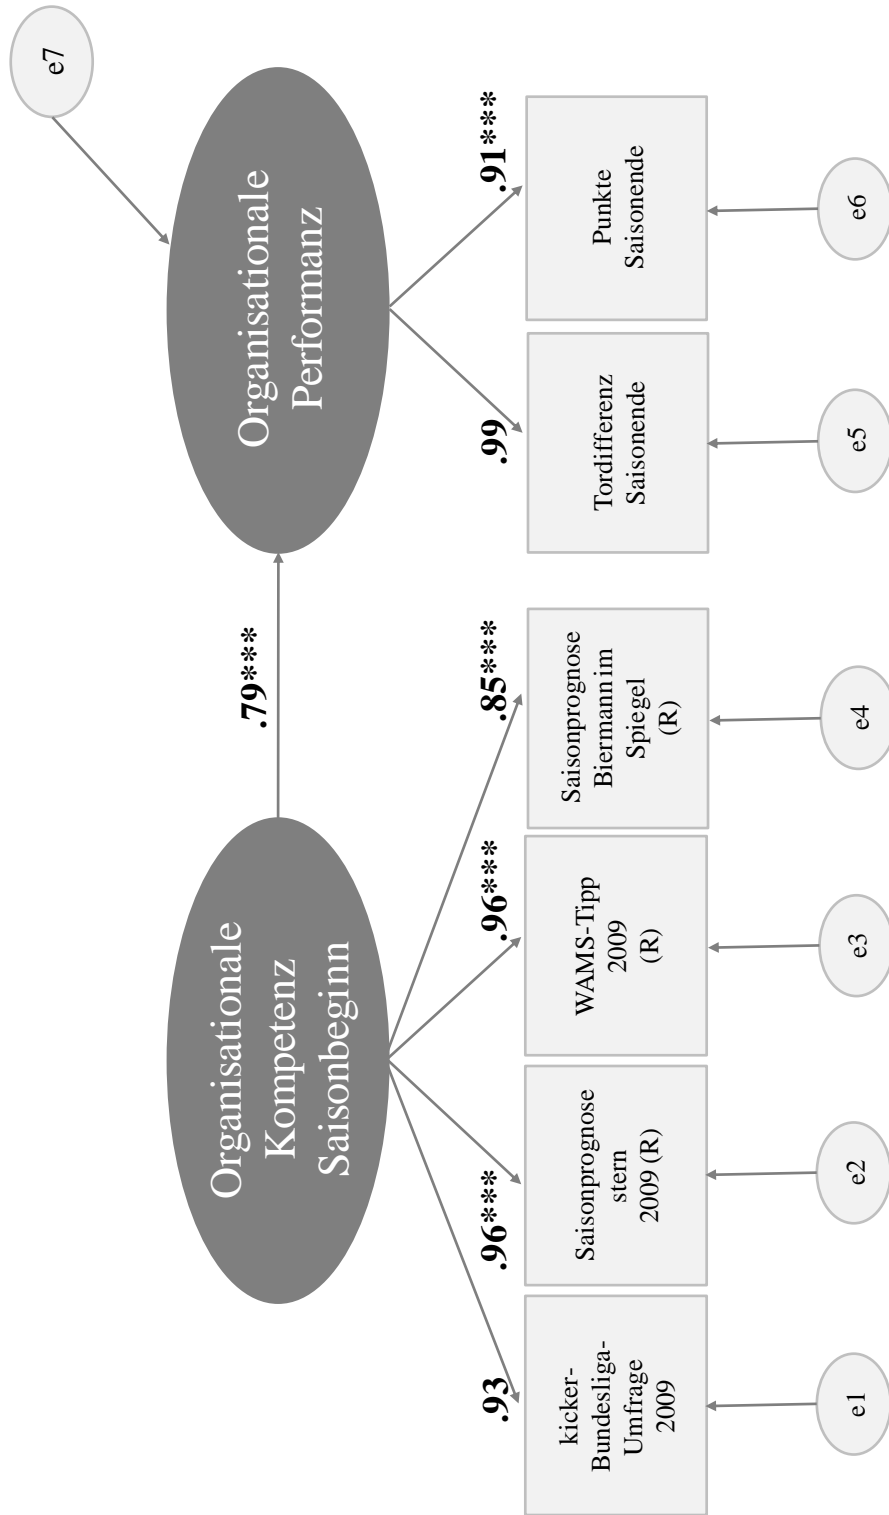 e7
Organisationale
Kompetenz
Saisonbeginn
.79***
Organisationale
Performanz
.93
.96***
.96***
.85***
.99
.91***
kicker-
Bundesliga-
Umfrage
2009
Saisonprognose
stern
2009 (R)
WAMS-Tipp
2009
(R)
Saisonprognose
Biermann im
Spiegel
(R)
Tordifferenz
Saisonende
Punkte
Saisonende
e1
e2
e3
e4
e5
e6